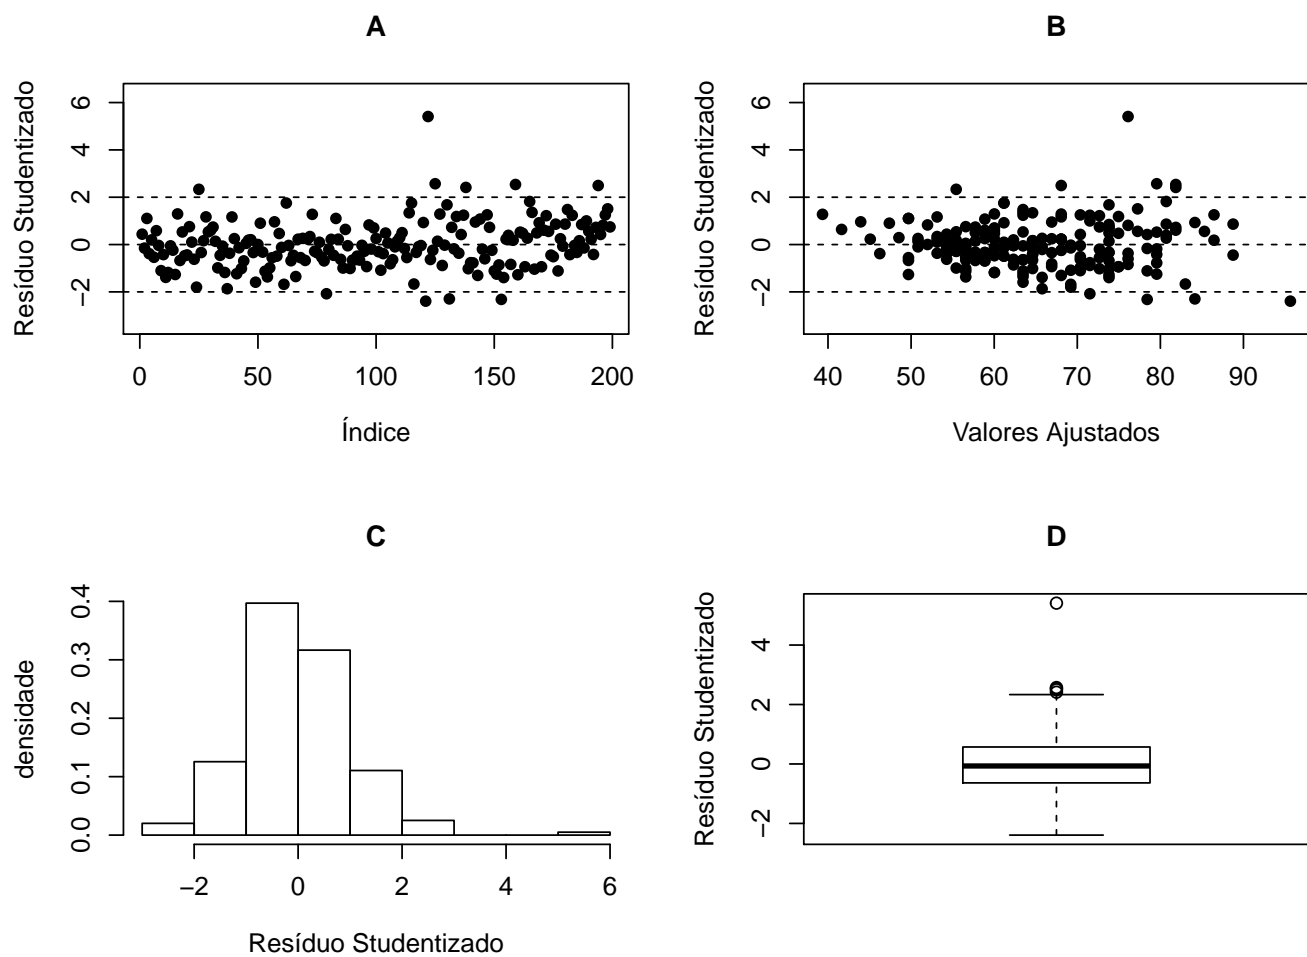 A
Resíduo Studentizado
6
4
2
0
−2
0 50 100 150 200
Índice
B
Resíduo Studentizado
6
4
2
0
−2
40 50 60 70 80 90
Valores Ajustados
C
densidade
0.4
0.3
0.2
0.1
0.0
−2 0 2 4 6
Resíduo Studentizado
D
Resíduo Studentizado
4
2
0
−2